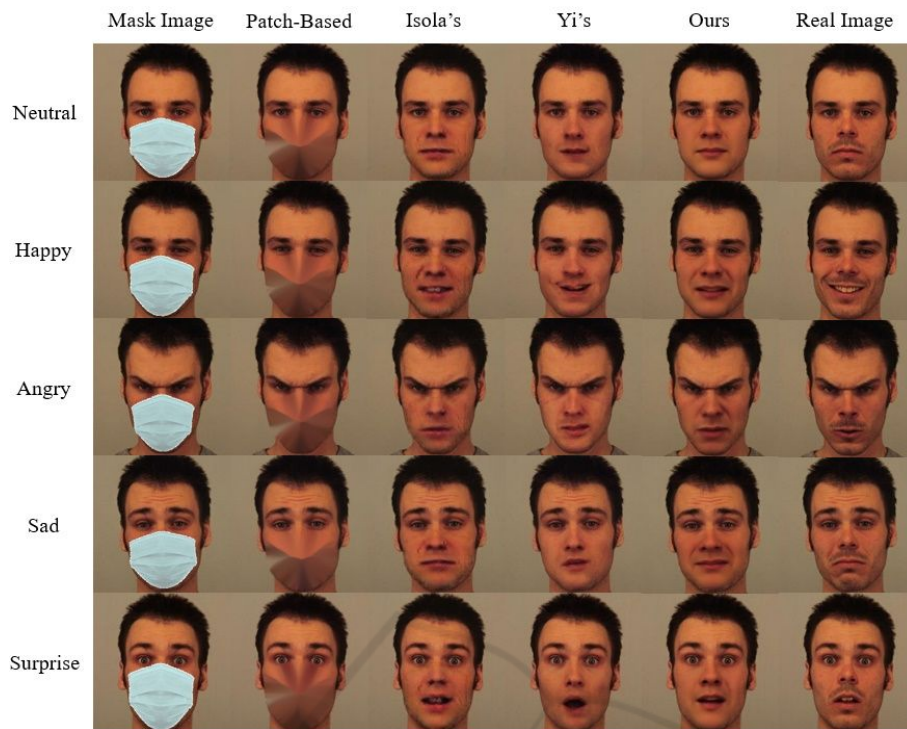 Mask Image Patch-Based Isola's Yi's Ours Real Image
Neutral
Happy
Angry
Sad
Surprise